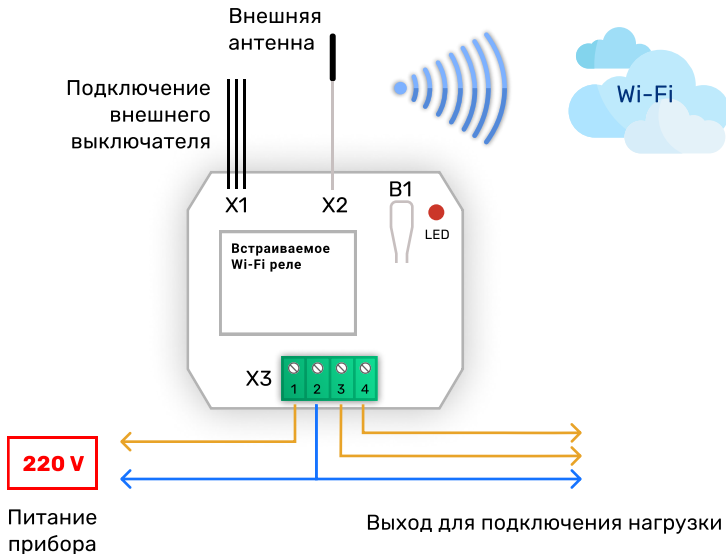 Внешняя
антенна
Подключение
внешнего
выключателя
Wi-Fi
X1
X2
B1
LED
Встраиваемое
Wi-Fi реле
X3
1 2 3 4
220 V
Питание
прибора
Выход для подключения нагрузки